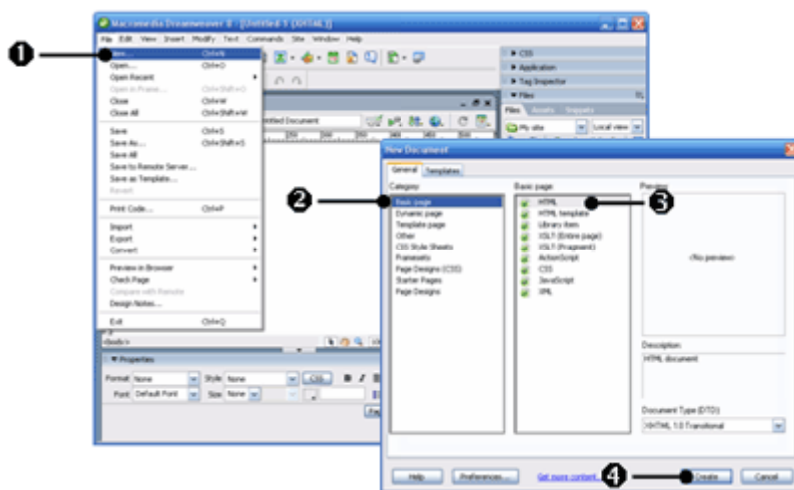 Macromedia Dreamweaver 8 - [Untitled-1 (XHTML)]
File Edit View Insert Modify Text Commands Site Window Help
1
New... Ctrl+N
Open... Ctrl+O
Open Recent
Open in Frame... Ctrl+Shift+O
Close Ctrl+W
Close All Ctrl+Shift+W
Save Ctrl+S
Save As... Ctrl+Shift+S
Save All
Save to Remote Server...
Save as Template...
Revert
Print Code... Ctrl+P
Import
Export
Convert
Preview in Browser
Check Page
Compare with Remote
Design Notes...
Exit Ctrl+Q
Untitled Document
CSS
Application
Tag Inspector
Files
Files Assets Snippets
My site Local view
<body>
Properties
Format None Style None CSS B I
Font Default Font Size None
New Document
General Templates
Category:
2
Basic page
Dynamic page
Template page
Other
CSS Style Sheets
Framesets
Page Designs (CSS)
Starter Pages
Page Designs
Basic page:
3
HTML
HTML template
Library item
XSLT (Entire page)
XSLT (Fragment)
ActionScript
CSS
JavaScript
XML
Preview:
<No preview>
Description:
HTML document
Document Type (DTD):
XHTML 1.0 Transitional
Help Preferences... Get more content... 4 Create Cancel